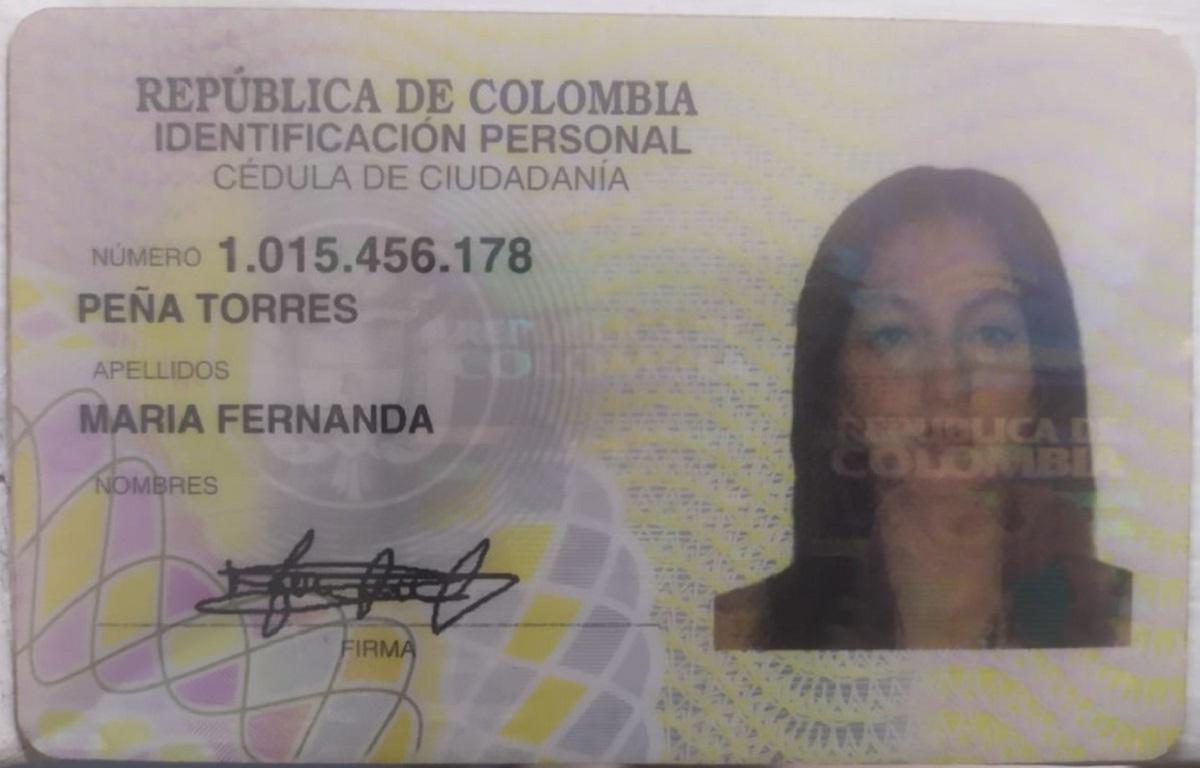 REPÚBLICA DE COLOMBIA
IDENTIFICACIÓN PERSONAL
CÉDULA DE CIUDADANÍA
NÚMERO 1.015.456.178
PEÑA TORRES
APELLIDOS
MARIA FERNANDA
NOMBRES
FIRMA
REPUBLICA DE
COLOMBIA